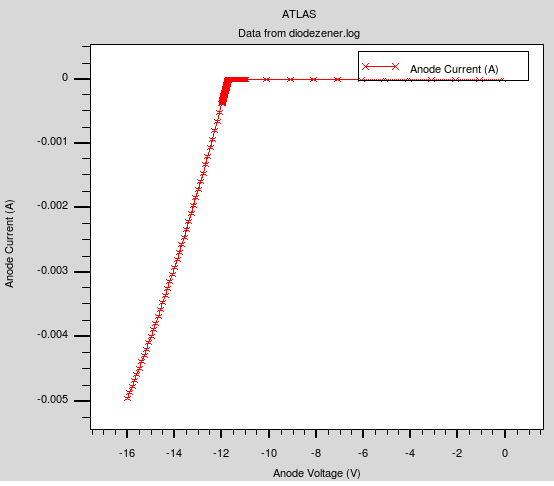 ATLAS
Data from diodezener.log
Anode Current (A)
0
-0.001
-0.002
-0.003
-0.004
-0.005
Anode Current (A)
-16 -14 -12 -10 -8 -6 -4 -2 0
Anode Voltage (V)